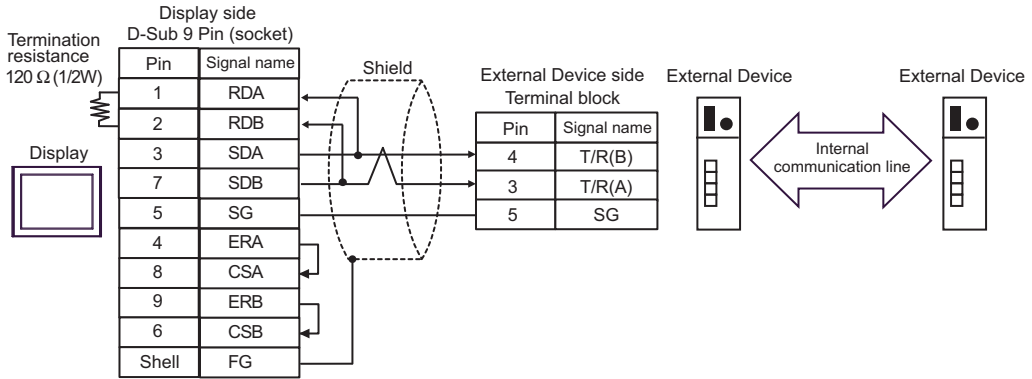 Display side
D-Sub 9 Pin (socket)
Termination
resistance
120 Ω (1/2W)
Pin Signal name
1 RDA
2 RDB
3 SDA
7 SDB
5 SG
4 ERA
8 CSA
9 ERB
6 CSB
Shell FG
Display
Shield
External Device side
Terminal block
Pin Signal name
4 T/R(B)
3 T/R(A)
5 SG
External Device
Internal
communication line
External Device